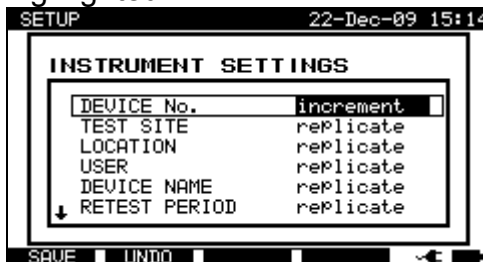 SETUP 22-Dec-09 15:14
INSTRUMENT SETTINGS
DEVICE No. increment
TEST SITE replicate
LOCATION replicate
USER replicate
DEVICE NAME replicate
RETEST PERIOD replicate
SAVE UNDO